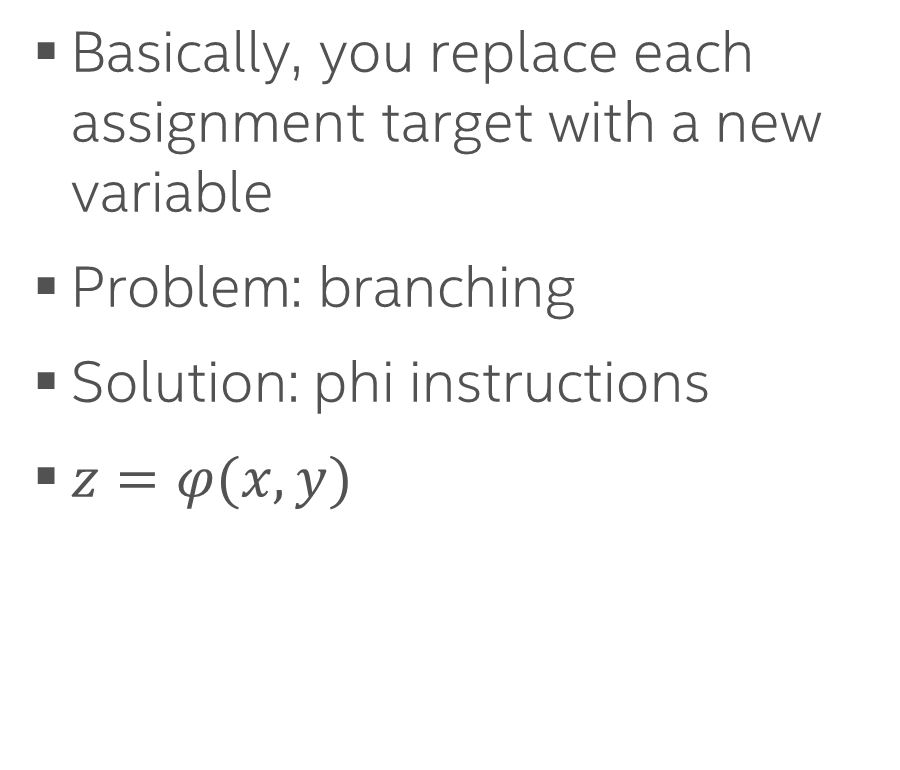 ▪ Basically, you replace each
assignment target with a new
variable
▪ Problem: branching
▪ Solution: phi instructions
▪ z = φ(x, y)